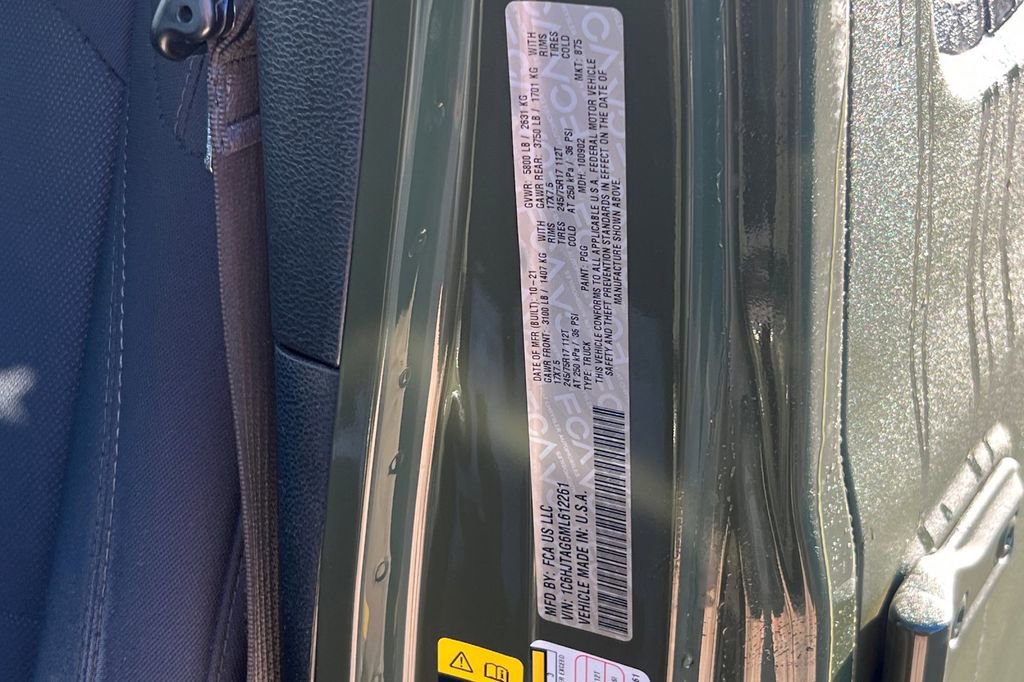 MFD BY: FCA US LLC
DATE OF MFR (BUILT): 10-21
GVWR: 5800 LB / 2631 KG
GAWR FRONT: 3100 LB / 1407 KG WITH
GAWR REAR: 3750 LB / 1701 KG WITH
17X7.5 RIMS
17X7.5 RIMS
245/75R17 112T TIRES
245/75R17 112T TIRES
AT 250 kPa / 36 PSI COLD
AT 250 kPa / 36 PSI COLD
VIN: 1C6HJTAG6ML612261
TYPE: TRUCK
PAINT: PGG
MDH: 100902
MKT: 875
VEHICLE MADE IN: U.S.A.
THIS VEHICLE CONFORMS TO ALL APPLICABLE U.S.A. FEDERAL MOTOR VEHICLE
SAFETY AND THEFT PREVENTION STANDARDS IN EFFECT ON THE DATE OF
MANUFACTURE SHOWN ABOVE.